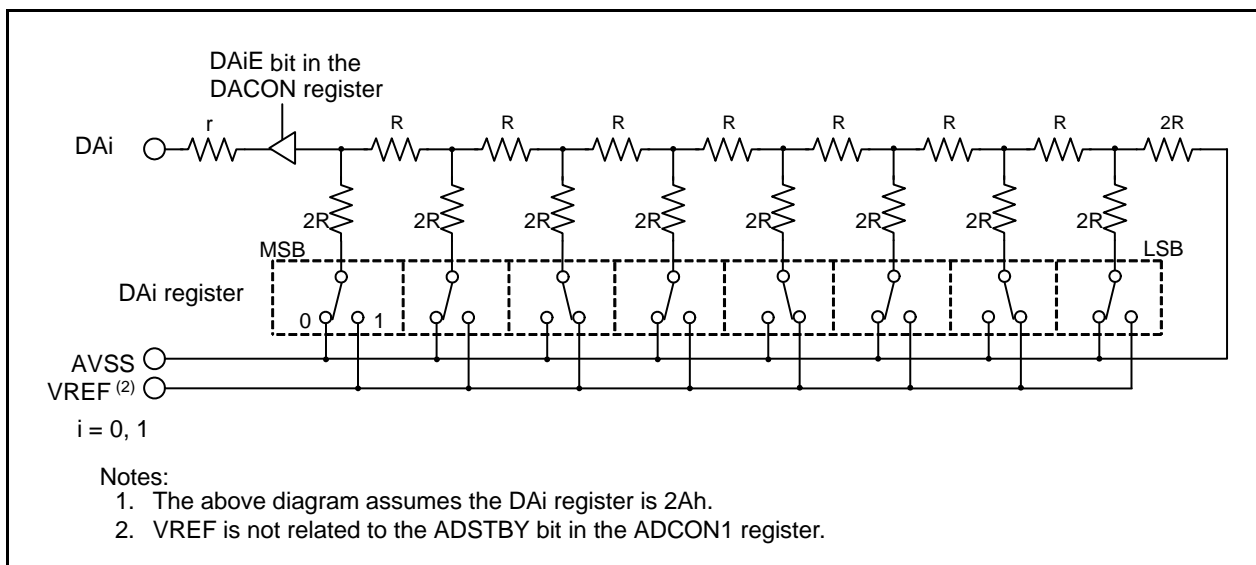 DAiE bit in the
DACON register
r
R
R
R
R
R
R
R
2R
DAi
2R
2R
2R
2R
2R
2R
2R
2R
MSB
LSB
DAi register
0
1
AVSS
VREF (2)
i = 0, 1
Notes:
1. The above diagram assumes the DAi register is 2Ah.
2. VREF is not related to the ADSTBY bit in the ADCON1 register.